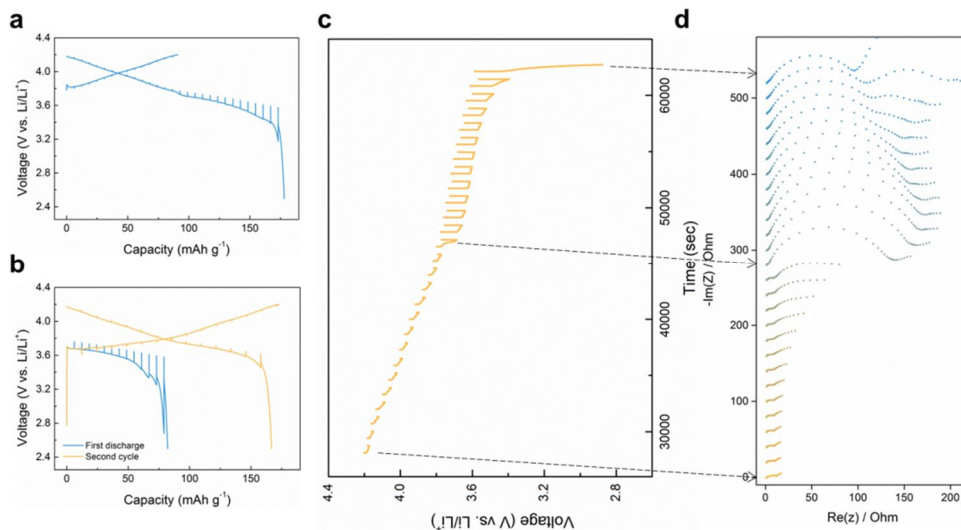 a
4.4
4.0
3.6
3.2
2.8
2.4
Voltage (V vs. Li/Li⁺)
0
50
100
150
Capacity (mAh g⁻¹)
b
4.4
4.0
3.6
3.2
2.8
2.4
Voltage (V vs. Li/Li⁺)
First discharge
Second cycle
0
50
100
150
Capacity (mAh g⁻¹)
c
60000
50000
40000
30000
Time (sec)
4.4
4.0
3.6
3.2
2.8
Voltage (V vs. Li/Li⁺)
d
500
400
300
200
100
0
-Im(Z) / Ohm
0
50
100
150
200
Re(z) / Ohm